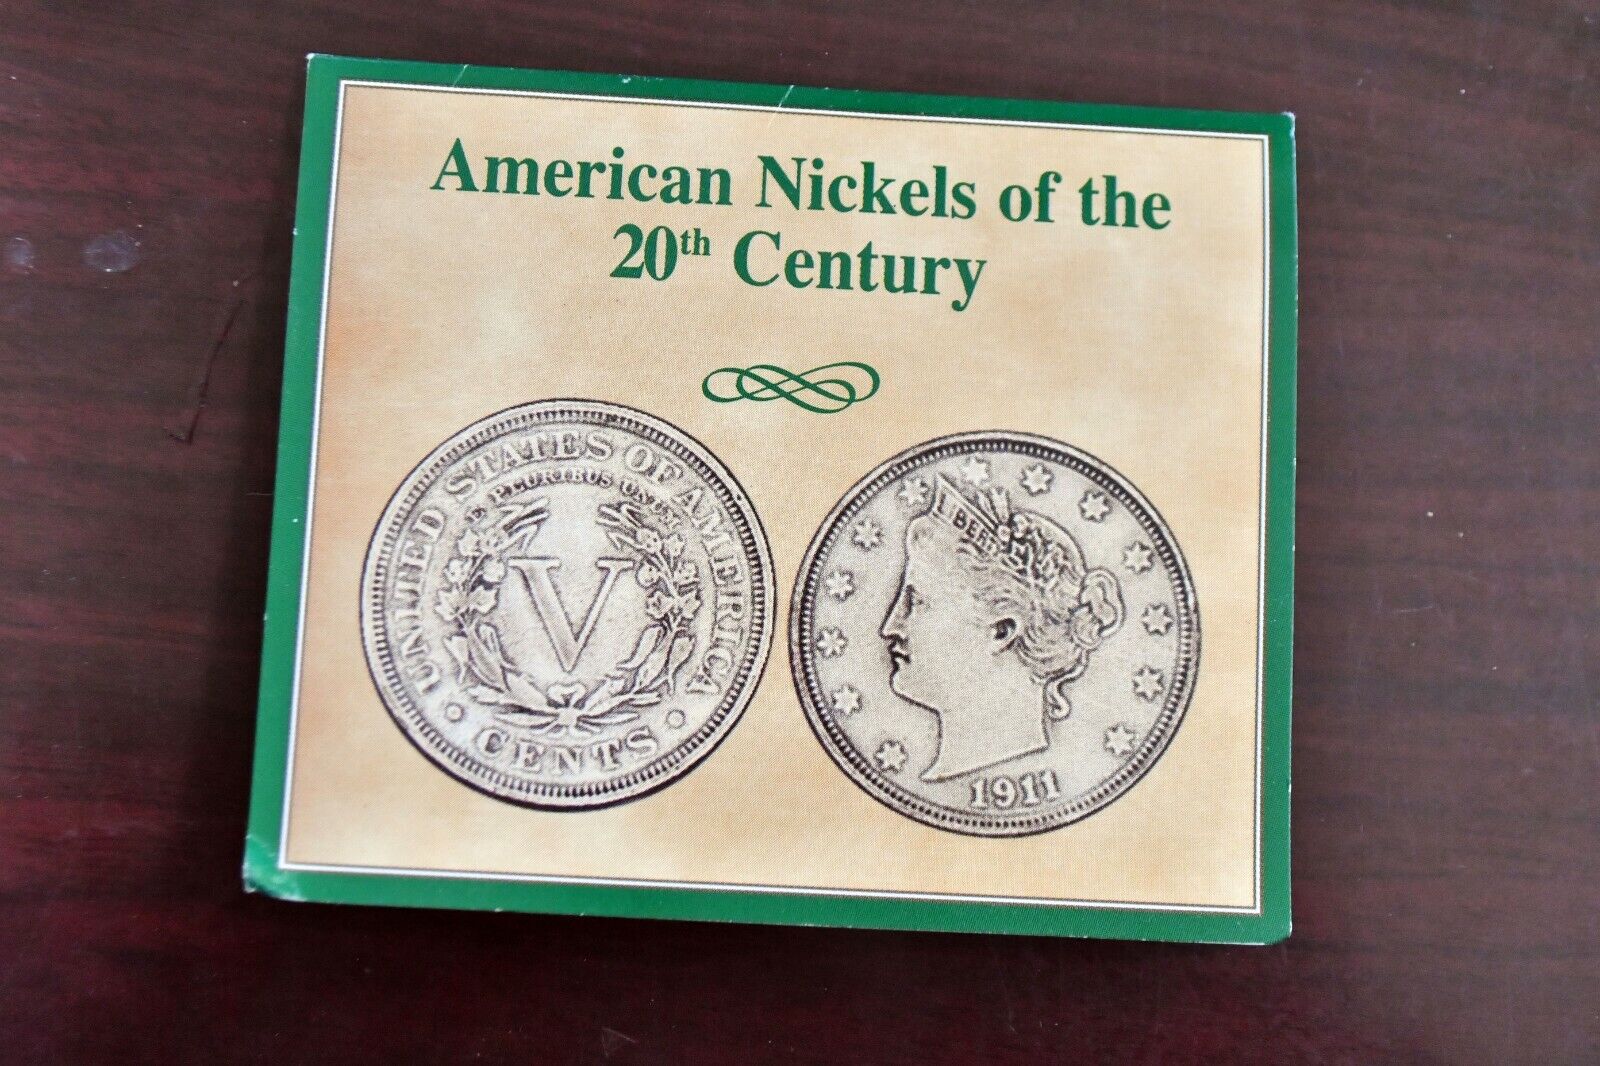 American Nickels of the
20th Century
UNITED STATES OF AMERICA
E PLURIBUS UNUM
V
CENTS
LIBERTY
1911